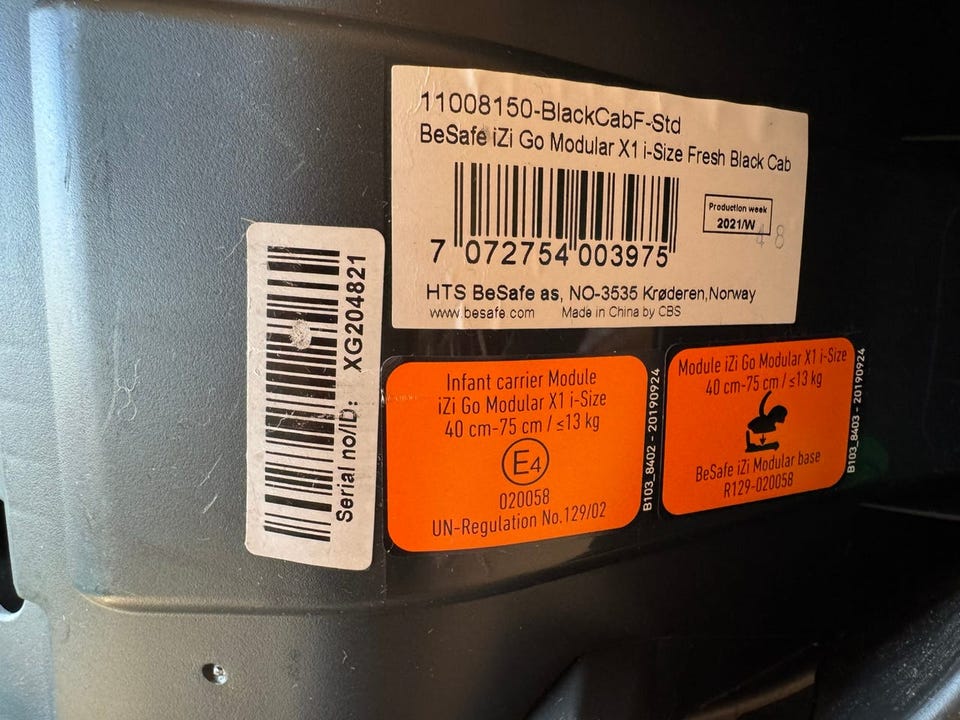 11008150-BlackCabF-Std
BeSafe iZi Go Modular X1 i-Size Fresh Black Cab
Production week
2021/W 48
7 072754 003975
HTS BeSafe as, NO-3535 Krøderen,Norway
www.besafe.com Made in China by CBS
Serial no/ID: XG204821
Infant carrier Module
iZi Go Modular X1 i-Size
40 cm-75 cm / ≤13 kg
E4
020058
UN-Regulation No.129/02
B103_8402 - 20190924
Module iZi Go Modular X1 i-Size
40 cm-75 cm / ≤13 kg
BeSafe iZi Modular base
R129-020058
B103_8403 - 20190924